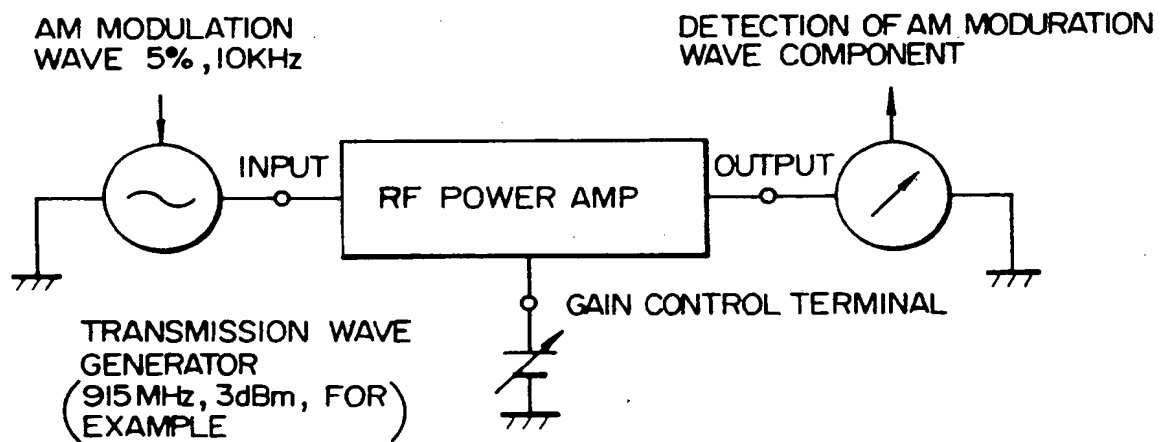 AM MODULATION
WAVE 5%, 10KHz
DETECTION OF AM MODURATION
WAVE COMPONENT
INPUT
RF POWER AMP
OUTPUT
GAIN CONTROL TERMINAL
TRANSMISSION WAVE
GENERATOR
(915MHz, 3dBm, FOR
EXAMPLE)